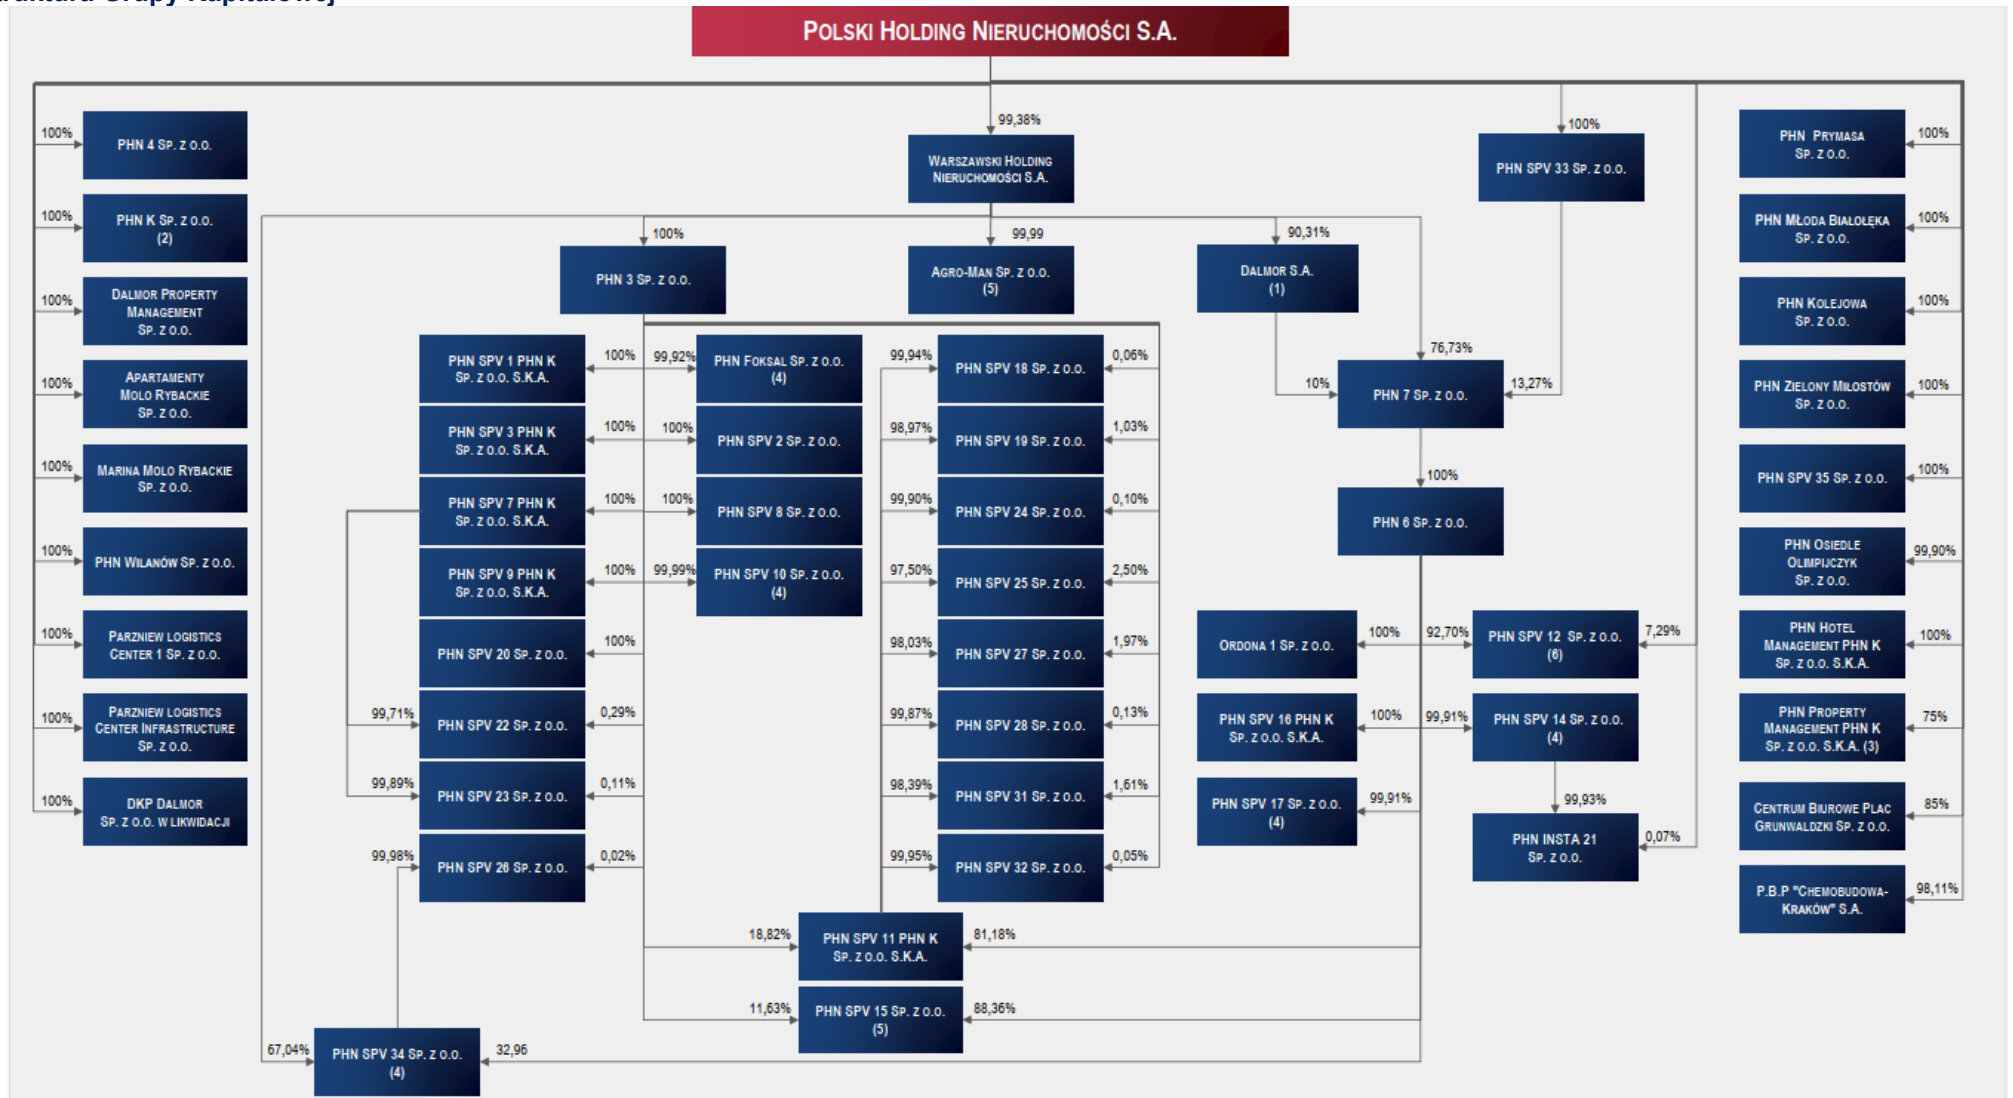 Grupy Kapitałowej
POLSKI HOLDING NIERUCHOMOŚCI S.A.
99,38%
WARSZAWSKI HOLDING
NIERUCHOMOŚCI S.A.
100%
PHN SPV 33 SP. Z O.O.
100%
PHN 4 SP. Z O.O.
100%
PHN K SP. Z O.O.
(2)
100%
DALMOR PROPERTY
MANAGEMENT
SP. Z O.O.
100%
APARTAMENTY
MOLO RYBACKIE
SP. Z O.O.
100%
MARINA MOLO RYBACKIE
SP. Z O.O.
100%
PHN WILANÓW SP. Z O.O.
100%
PARZNIEW LOGISTICS
CENTER 1 SP. Z O.O.
100%
PARZNIEW LOGISTICS
CENTER INFRASTRUCTURE
SP. Z O.O.
100%
DKP DALMOR
SP. Z O.O. W LIKWIDACJI
100%
PHN 3 SP. Z O.O.
99,99
AGRO-MAN SP. Z O.O.
(5)
90,31%
DALMOR S.A.
(1)
PHN SPV 1 PHN K
SP. Z O.O. S.K.A.
100%
99,92%
PHN FOKSAL SP. Z O.O.
(4)
PHN SPV 3 PHN K
SP. Z O.O. S.K.A.
100%
100%
PHN SPV 2 SP. Z O.O.
PHN SPV 7 PHN K
SP. Z O.O. S.K.A.
100%
100%
PHN SPV 8 SP. Z O.O.
PHN SPV 9 PHN K
SP. Z O.O. S.K.A.
100%
99,99%
PHN SPV 10 SP. Z O.O.
(4)
PHN SPV 20 SP. Z O.O.
100%
99,71%
PHN SPV 22 SP. Z O.O.
0,29%
99,89%
PHN SPV 23 SP. Z O.O.
0,11%
99,98%
PHN SPV 26 SP. Z O.O.
0,02%
99,94%
PHN SPV 18 SP. Z O.O.
0,06%
98,97%
PHN SPV 19 SP. Z O.O.
1,03%
99,90%
PHN SPV 24 SP. Z O.O.
0,10%
97,50%
PHN SPV 25 SP. Z O.O.
2,50%
98,03%
PHN SPV 27 SP. Z O.O.
1,97%
99,87%
PHN SPV 28 SP. Z O.O.
0,13%
98,39%
PHN SPV 31 SP. Z O.O.
1,61%
99,95%
PHN SPV 32 SP. Z O.O.
0,05%
18,82%
PHN SPV 11 PHN K
SP. Z O.O. S.K.A.
81,18%
11,63%
PHN SPV 15 SP. Z O.O.
(5)
88,36%
67,04%
PHN SPV 34 SP. Z O.O.
(4)
32,96
76,73%
10%
PHN 7 SP. Z O.O.
13,27%
100%
PHN 6 SP. Z O.O.
ORDONA 1 SP. Z O.O.
100%
92,70%
PHN SPV 12 SP. Z O.O.
(6)
7,29%
PHN SPV 16 PHN K
SP. Z O.O. S.K.A.
100%
99,91%
PHN SPV 14 SP. Z O.O.
(4)
PHN SPV 17 SP. Z O.O.
(4)
99,91%
99,93%
PHN INSTA 21
SP. Z O.O.
0,07%
PHN PRYMASA
SP. Z O.O.
100%
PHN MŁODA BIAŁOŁĘKA
SP. Z O.O.
100%
PHN KOLEJOWA
SP. Z O.O.
100%
PHN ZIELONY MIŁOSTÓW
SP. Z O.O.
100%
PHN SPV 35 SP. Z O.O.
100%
PHN OSIEDLE
OLIMPIJCZYK
SP. Z O.O.
99,90%
PHN HOTEL
MANAGEMENT PHN K
SP. Z O.O. S.K.A.
100%
PHN PROPERTY
MANAGEMENT PHN K
SP. Z O.O. S.K.A. (3)
75%
CENTRUM BIUROWE PLAC
GRUNWALDZKI SP. Z O.O.
85%
P.B.P "CHEMOBUDOWA-
KRAKÓW" S.A.
98,11%